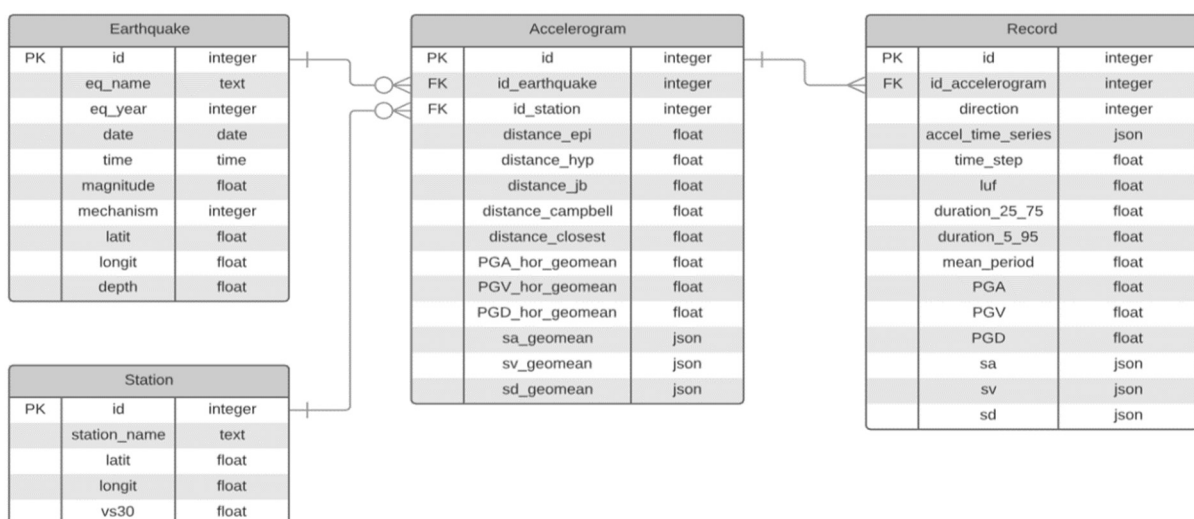 Earthquake
PK id integer
eq_name text
eq_year integer
date date
time time
magnitude float
mechanism integer
latit float
longit float
depth float
Station
PK id integer
station_name text
latit float
longit float
vs30 float
Accelerogram
PK id integer
FK id_earthquake integer
FK id_station integer
distance_epi float
distance_hyp float
distance_jb float
distance_campbell float
distance_closest float
PGA_hor_geomean float
PGV_hor_geomean float
PGD_hor_geomean float
sa_geomean json
sv_geomean json
sd_geomean json
Record
PK id integer
FK id_accelerogram integer
direction integer
accel_time_series json
time_step float
luf float
duration_25_75 float
duration_5_95 float
mean_period float
PGA float
PGV float
PGD float
sa json
sv json
sd json